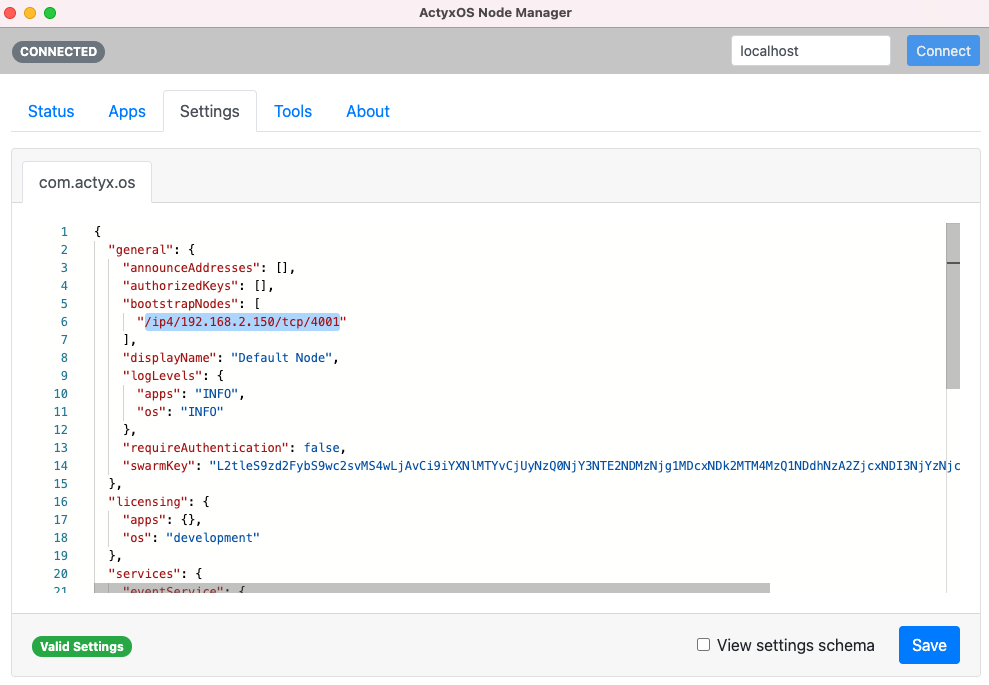 ActyxOS Node Manager
CONNECTED
localhost
Connect
Status Apps Settings Tools About
com.actyx.os
1 {
2 "general": {
3 "announceAddresses": [],
4 "authorizedKeys": [],
5 "bootstrapNodes": [
6 "/ip4/192.168.2.150/tcp/4001"
7 ],
8 "displayName": "Default Node",
9 "logLevels": {
10 "apps": "INFO",
11 "os": "INFO"
12 },
13 "requireAuthentication": false,
14 "swarmKey": "L2tleS9zd2FybS9wc2svMS4wLjAvCi9iYXNlMTYvCjUyNzQ0NjY3NTE2NDMzNjg1MDcxNDk2MTM4MzQ1NDdhNzA2ZjcxNDI3NjYzNjc
15 },
16 "licensing": {
17 "apps": {},
18 "os": "development"
19 },
20 "services": {
21 "eventService": {
Valid Settings
View settings schema
Save